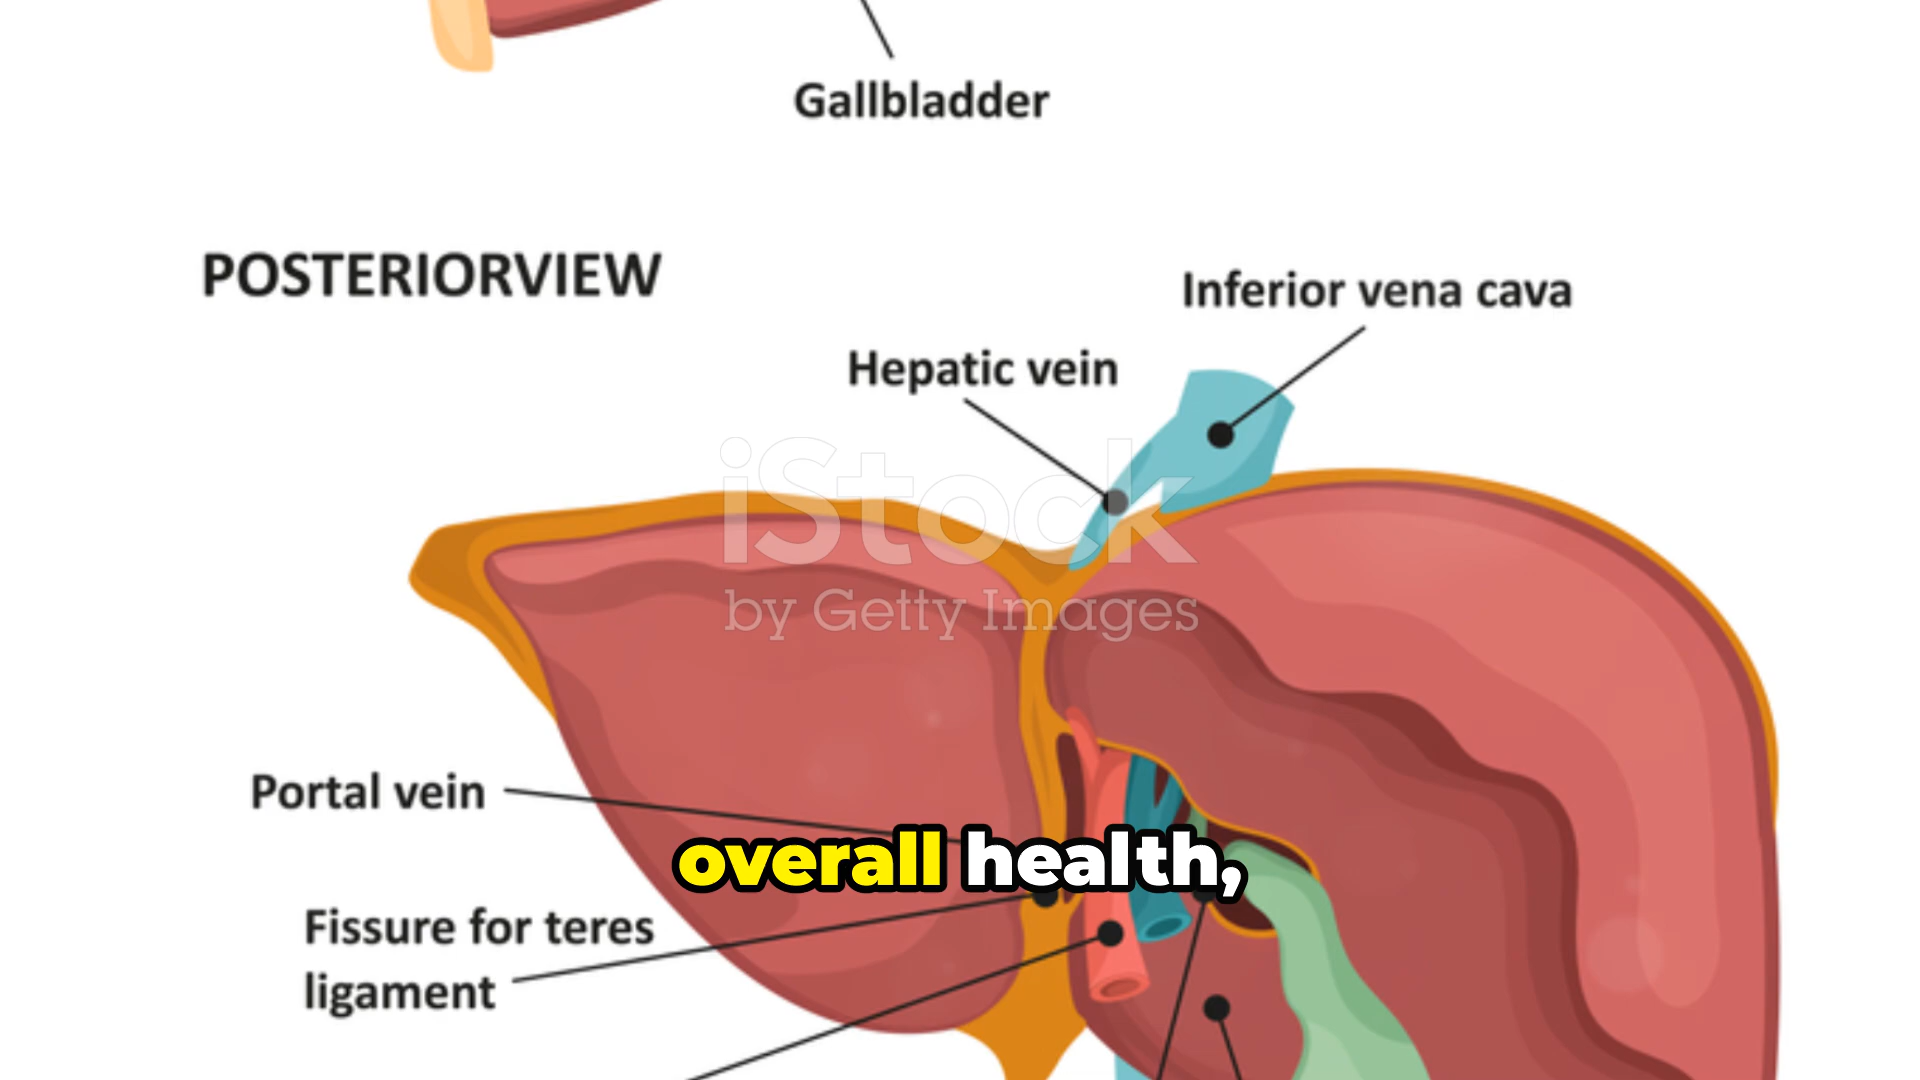 Gallbladder
POSTERIORVIEW
Inferior vena cava
Hepatic vein
iStock
by Getty Images
Portal vein
overall health,
Fissure for teres
ligament